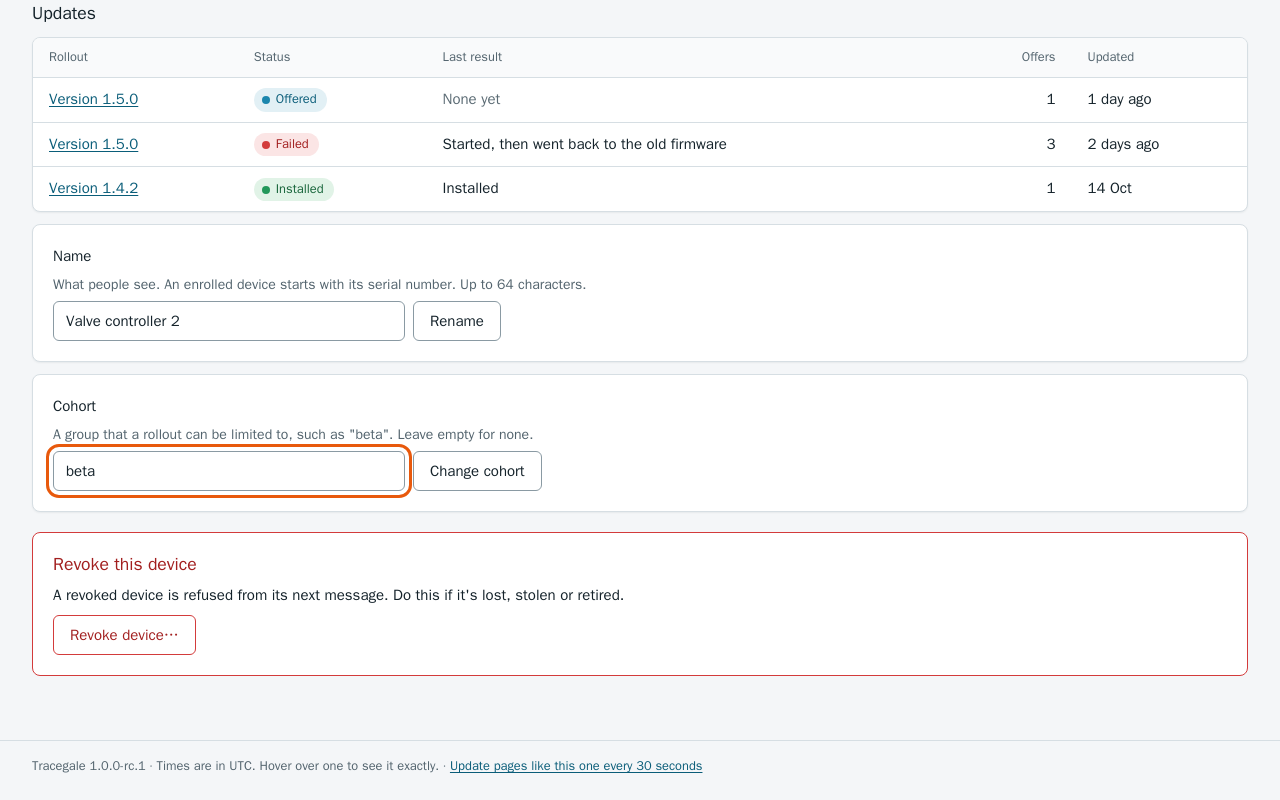 Updates
Rollout Status Last result Offers Updated
Version 1.5.0 Offered None yet 1 1 day ago
Version 1.5.0 Failed Started, then went back to the old firmware 3 2 days ago
Version 1.4.2 Installed Installed 1 14 Oct
Name
What people see. An enrolled device starts with its serial number. Up to 64 characters.
Valve controller 2 Rename
Cohort
A group that a rollout can be limited to, such as "beta". Leave empty for none.
beta Change cohort
Revoke this device
A revoked device is refused from its next message. Do this if it's lost, stolen or retired.
Revoke device⋯
Tracegale 1.0.0-rc.1 · Times are in UTC. Hover over one to see it exactly. · Update pages like this one every 30 seconds